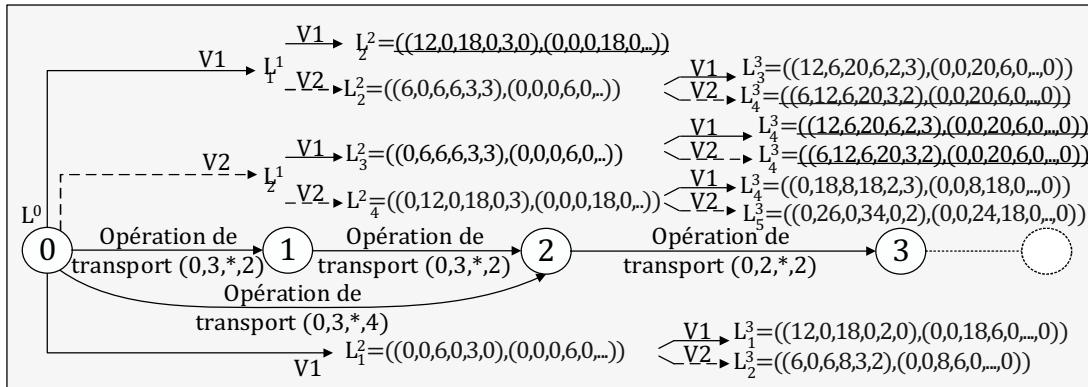 V1 L²₂=((12,0,18,0,3,0),(0,0,0,18,0,..))
V1 L¹₁
V2 L²₂=((6,0,6,6,3,3),(0,0,0,6,0,..))
V1 L³₃=((12,6,20,6,2,3),(0,0,20,6,0,..,0))
V2 L³₄=((6,12,6,20,3,2),(0,0,20,6,0,...,0))
V1 L²₃=((0,6,6,6,3,3),(0,0,0,6,0,..))
V1 L³₄=((12,6,20,6,2,3),(0,0,20,6,0,...,0))
V2 L³₄=((6,12,6,20,3,2),(0,0,20,6,0,...,0))
V2 L¹₂
V2 L²₄=((0,12,0,18,0,3),(0,0,0,18,0,..))
V1 L³₄=((0,18,8,18,2,3),(0,0,8,18,0,...,0))
V2 L³₅=((0,26,0,34,0,2),(0,0,24,18,0,..,0))
L⁰
0 Opération de 1 Opération de 2 Opération de 3
transport (0,3,*,2) transport (0,3,*,2) transport (0,2,*,2)
Opération de
transport (0,3,*,4)
V1 L²₁=((0,0,6,0,3,0),(0,0,0,6,0,...))
V1 L³₁=((12,0,18,0,2,0),(0,0,18,6,0,...,0))
V2 L³₂=((6,0,6,8,3,2),(0,0,8,6,0,...,0))